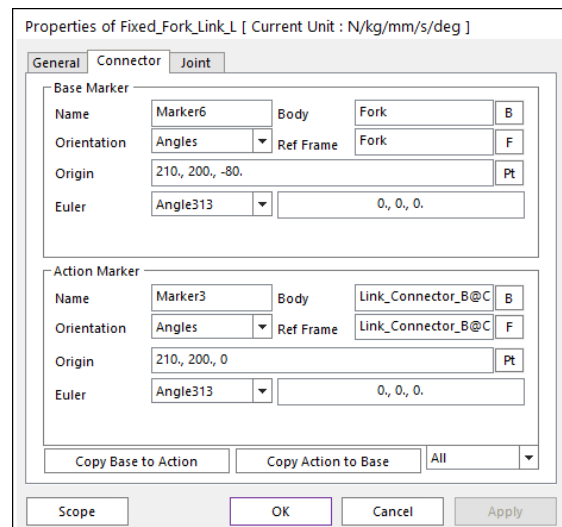 Properties of Fixed_Fork_Link_L [ Current Unit : N/kg/mm/s/deg ]
General Connector Joint
Base Marker
Name Marker6 Body Fork B
Orientation Angles Ref Frame Fork F
Origin 210., 200., -80. Pt
Euler Angle313 0., 0., 0.
Action Marker
Name Marker3 Body Link_Connector_B@C B
Orientation Angles Ref Frame Link_Connector_B@C F
Origin 210., 200., 0 Pt
Euler Angle313 0., 0., 0.
Copy Base to Action Copy Action to Base All
Scope OK Cancel Apply